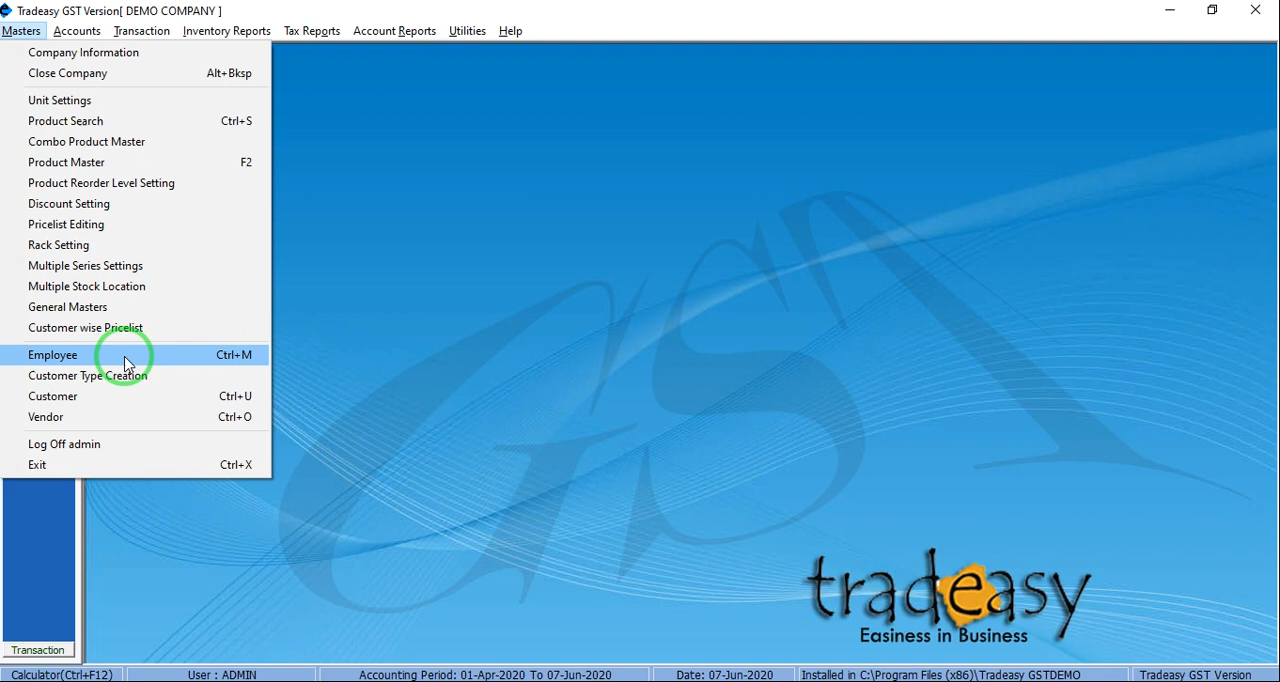 Tradeasy GST Version[ DEMO COMPANY ]
Masters Accounts Transaction Inventory Reports Tax Reports Account Reports Utilities Help
Company Information
Close Company Alt+Bksp
Unit Settings
Product Search Ctrl+S
Combo Product Master
Product Master F2
Product Reorder Level Setting
Discount Setting
Pricelist Editing
Rack Setting
Multiple Series Settings
Multiple Stock Location
General Masters
Customer wise Pricelist
Employee Ctrl+M
Customer Type Creation
Customer Ctrl+U
Vendor Ctrl+O
Log Off admin
Exit Ctrl+X
GST
tradeasy
Easiness in Business
Transaction
Calculator(Ctrl+F12) User : ADMIN Accounting Period: 01-Apr-2020 To 07-Jun-2020 Date: 07-Jun-2020 Installed in C:\Program Files (x86)\Tradeasy GSTDEMO Tradeasy GST Version